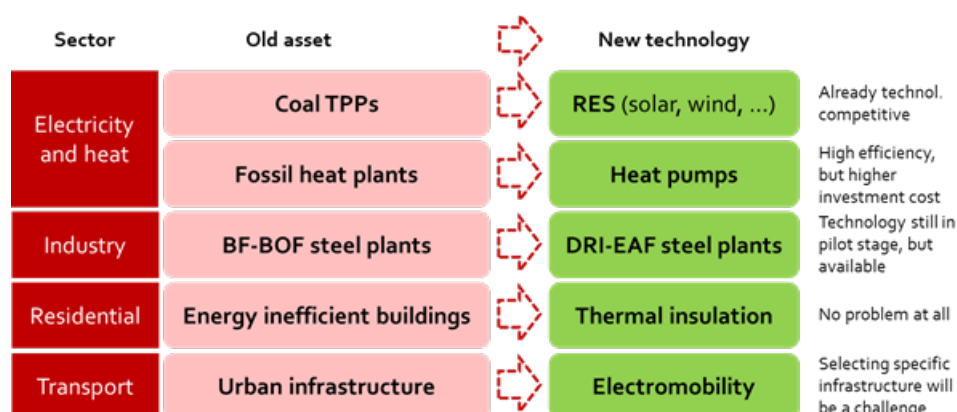 Sector Old asset New technology
Electricity
and heat
Coal TPPs
RES (solar, wind, ...)
Already technol.
competitive
Fossil heat plants
Heat pumps
High efficiency,
but higher
investment cost
Industry
BF-BOF steel plants
DRI-EAF steel plants
Technology still in
pilot stage, but
available
Residential
Energy inefficient buildings
Thermal insulation
No problem at all
Transport
Urban infrastructure
Electromobility
Selecting specific
infrastructure will
be a challenge